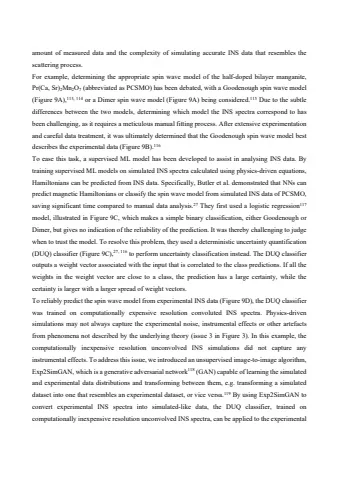 amount of measured data and the complexity of simulating accurate INS data that resembles the
scattering process.
For example, determining the appropriate spin wave model of the half-doped bilayer manganite,
Pr(Ca, Sr)₂Mn₂O₇ (abbreviated as PCSMO) has been debated, with a Goodenough spin wave model
(Figure 9A),¹¹³, ¹¹⁴ or a Dimer spin wave model (Figure 9A) being considered.¹¹⁵ Due to the subtle
differences between the two models, determining which model the INS spectra correspond to has
been challenging, as it requires a meticulous manual fitting process. After extensive experimentation
and careful data treatment, it was ultimately determined that the Goodenough spin wave model best
describes the experimental data (Figure 9B).¹¹⁶
To ease this task, a supervised ML model has been developed to assist in analysing INS data. By
training supervised ML models on simulated INS spectra calculated using physics-driven equations,
Hamiltonians can be predicted from INS data. Specifically, Butler et al. demonstrated that NNs can
predict magnetic Hamiltonians or classify the spin wave model from simulated INS data of PCSMO,
saving significant time compared to manual data analysis.²⁷ They first used a logistic regression¹¹⁷
model, illustrated in Figure 9C, which makes a simple binary classification, either Goodenough or
Dimer, but gives no indication of the reliability of the prediction. It was thereby challenging to judge
when to trust the model. To resolve this problem, they used a deterministic uncertainty quantification
(DUQ) classifier (Figure 9C),²⁷, ¹¹⁸ to perform uncertainty classification instead. The DUQ classifier
outputs a weight vector associated with the input that is correlated to the class predictions. If all the
weights in the weight vector are close to a class, the prediction has a large certainty, while the
certainty is larger with a larger spread of weight vectors.
To reliably predict the spin wave model from experimental INS data (Figure 9D), the DUQ classifier
was trained on computationally expensive resolution convoluted INS spectra. Physics-driven
simulations may not always capture the experimental noise, instrumental effects or other artefacts
from phenomena not described by the underlying theory (issue 3 in Figure 3). In this example, the
computationally inexpensive resolution unconvolved INS simulations did not capture any
instrumental effects. To address this issue, we introduced an unsupervised image-to-image algorithm,
Exp2SimGAN, which is a generative adversarial network¹¹⁹ (GAN) capable of learning the simulated
and experimental data distributions and transforming between them, e.g. transforming a simulated
dataset into one that resembles an experimental dataset, or vice versa.¹¹⁹ By using Exp2SimGAN to
convert experimental INS spectra into simulated-like data, the DUQ classifier, trained on
computationally inexpensive resolution unconvolved INS spectra, can be applied to the experimental